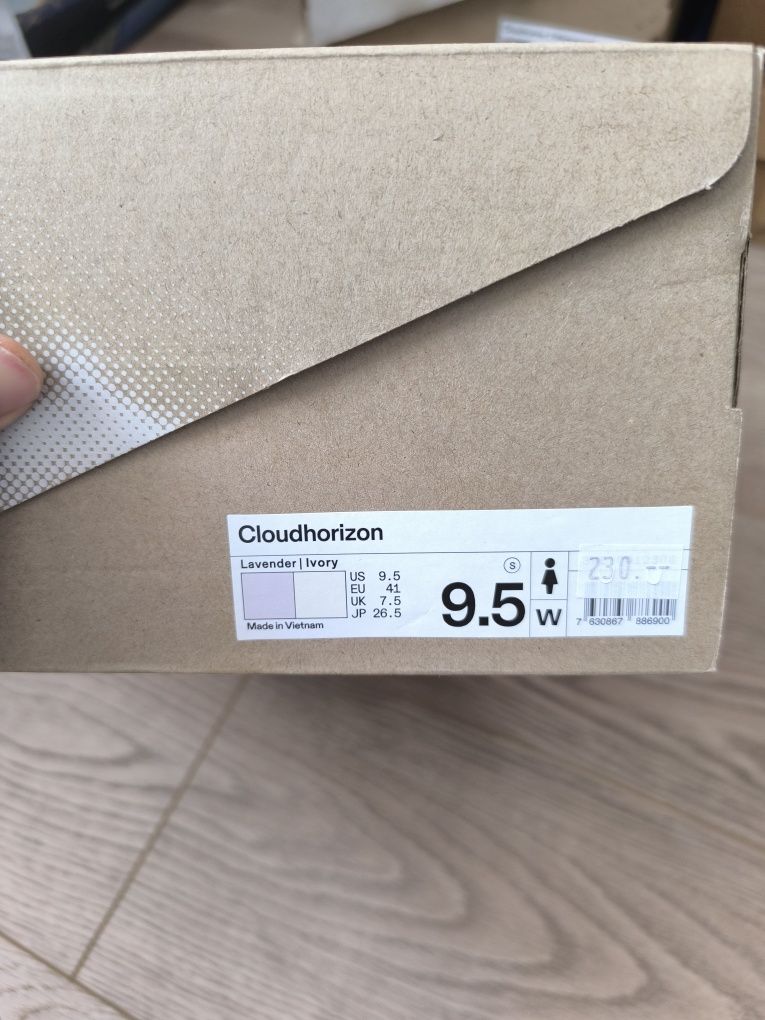 Cloudhorizon
Lavender | Ivory
US 9.5
EU 41
UK 7.5
JP 26.5
Made in Vietnam
S
9.5
W
230.--
7 630867 886900